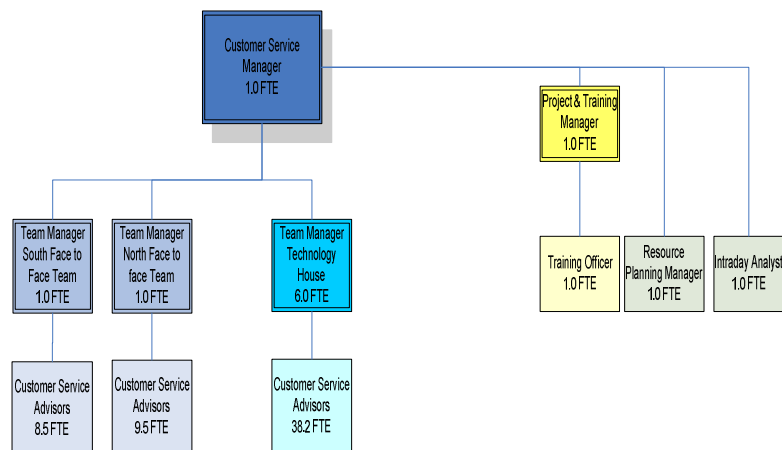 Customer Service
Manager
1.0 FTE
Project & Training
Manager
1.0 FTE
Team Manager
South Face to
Face Team
1.0 FTE
Team Manager
North Face to
face Team
1.0 FTE
Team Manager
Technology
House
6.0 FTE
Training Officer
1.0 FTE
Resource
Planning Manager
1.0 FTE
Intraday Analyst
1.0 FTE
Customer Service
Advisors
8.5 FTE
Customer Service
Advisors
9.5 FTE
Customer Service
Advisors
38.2 FTE